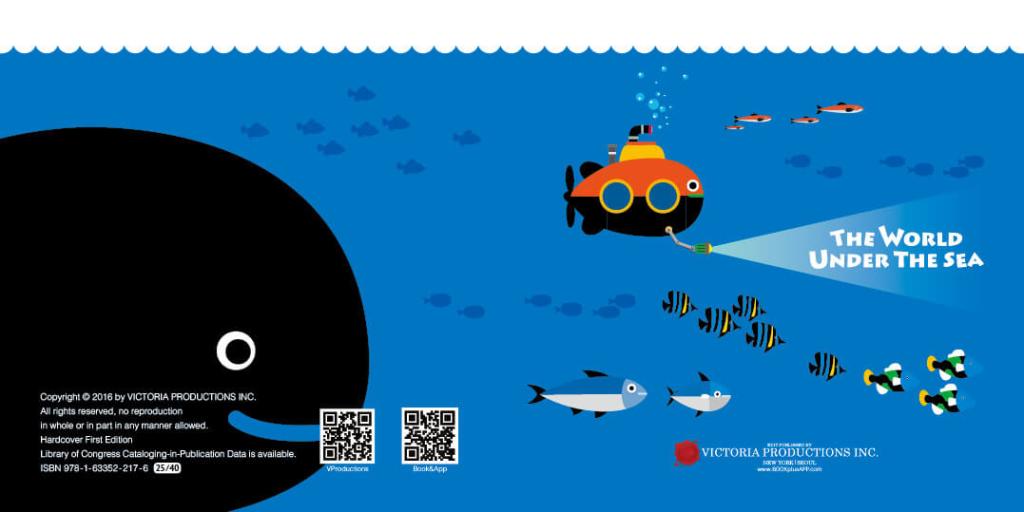 THE WORLD
UNDER THE SEA
Copyright © 2016 by VICTORIA PRODUCTIONS INC.
All rights reserved, no reproduction
in whole or in part in any manner allowed.
Hardcover First Edition
Library of Congress Cataloging-in-Publication Data is available.
ISBN 978-1-63352-217-6 25/40
VProductions
Book&App
VICTORIA PRODUCTIONS INC.
NEW YORK | SEOUL
www.BOOKplusAPP.com